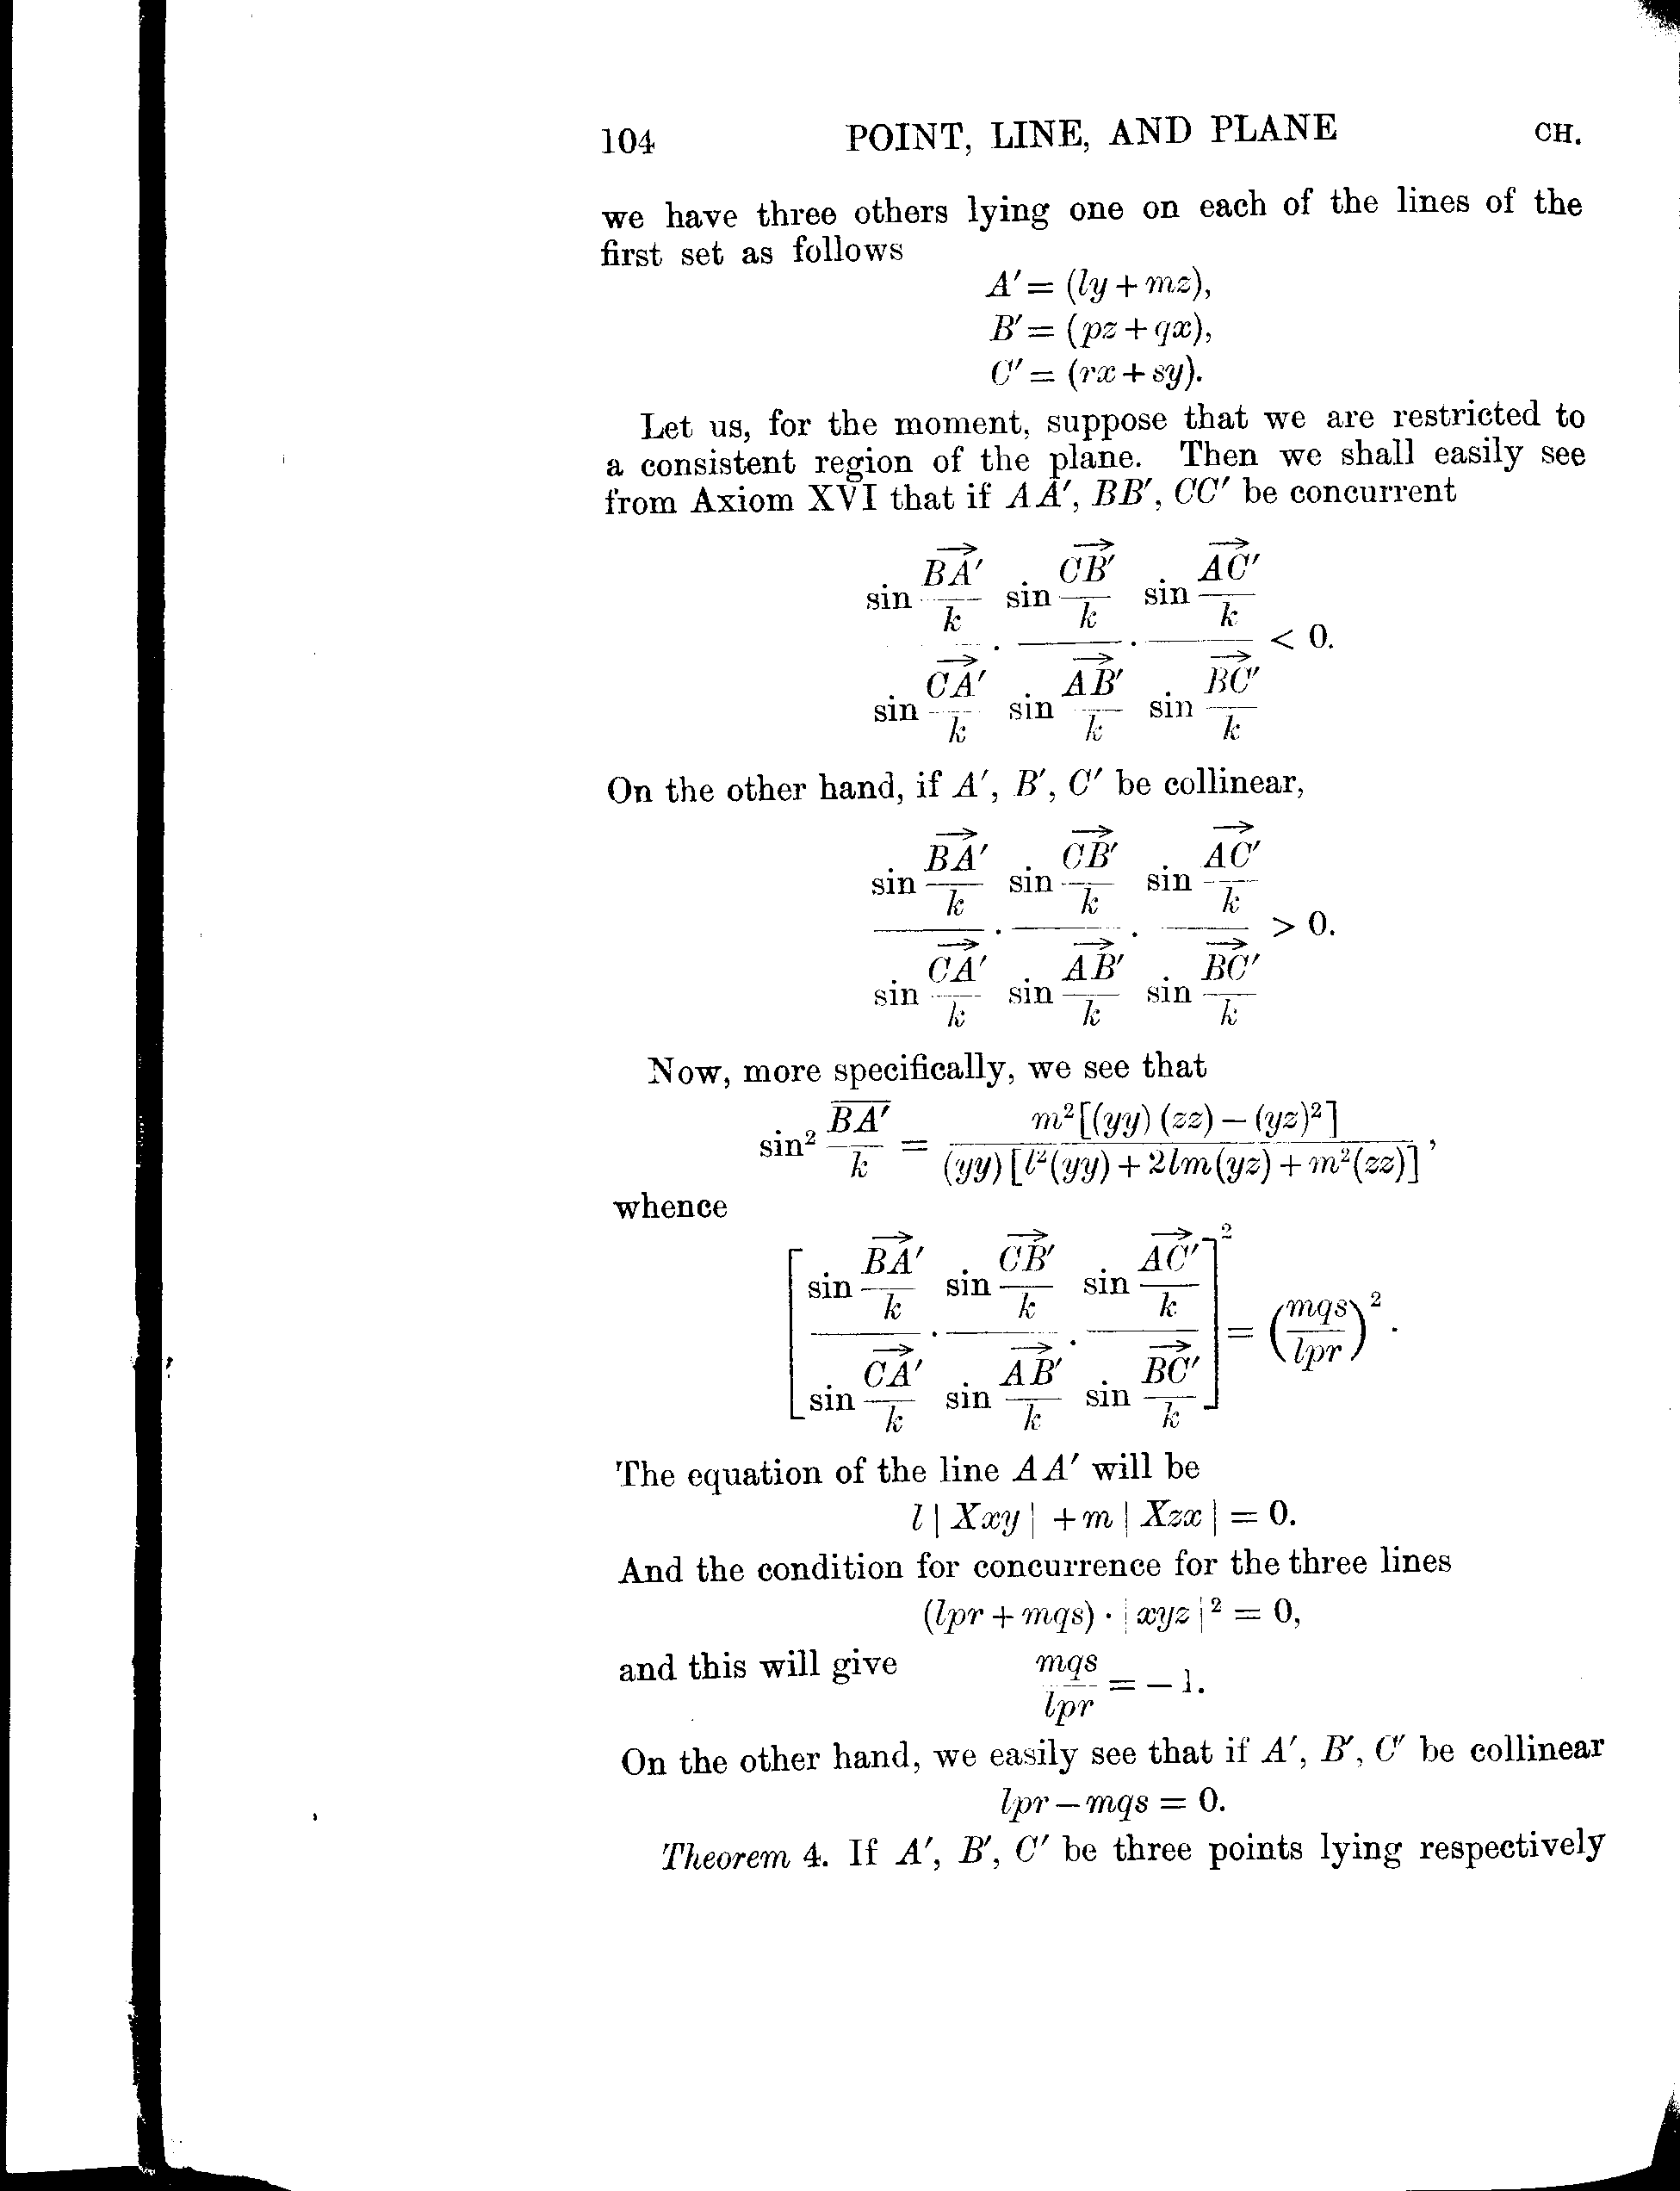 104 POINT, LINE, AND PLANE CH.
we have three others lying one on each of the lines of the
first set as follows
A′ = (ly + mz),
B′ = (pz + qx),
C′ = (rx + sy).
Let us, for the moment, suppose that we are restricted to
a consistent region of the plane. Then we shall easily see
from Axiom XVI that if AA′, BB′, CC′ be concurrent
\frac{\sin \frac{\overrightarrow{BA'}}{k}}{\sin \frac{\overrightarrow{CA'}}{k}} \cdot \frac{\sin \frac{\overrightarrow{CB'}}{k}}{\sin \frac{\overrightarrow{AB'}}{k}} \cdot \frac{\sin \frac{\overrightarrow{AC'}}{k}}{\sin \frac{\overrightarrow{BC'}}{k}} < 0.
On the other hand, if A′, B′, C′ be collinear,
\frac{\sin \frac{\overrightarrow{BA'}}{k}}{\sin \frac{\overrightarrow{CA'}}{k}} \cdot \frac{\sin \frac{\overrightarrow{CB'}}{k}}{\sin \frac{\overrightarrow{AB'}}{k}} \cdot \frac{\sin \frac{\overrightarrow{AC'}}{k}}{\sin \frac{\overrightarrow{BC'}}{k}} > 0.
Now, more specifically, we see that
\sin^2 \frac{\overline{BA'}}{k} = \frac{m^2[(yy)(zz) - (yz)^2]}{(yy)[l^2(yy) + 2lm(yz) + m^2(zz)]},
whence
\left[\frac{\sin \frac{\overrightarrow{BA'}}{k}}{\sin \frac{\overrightarrow{CA'}}{k}} \cdot \frac{\sin \frac{\overrightarrow{CB'}}{k}}{\sin \frac{\overrightarrow{AB'}}{k}} \cdot \frac{\sin \frac{\overrightarrow{AC'}}{k}}{\sin \frac{\overrightarrow{BC'}}{k}}\right]^2 = \left(\frac{mqs}{lpr}\right)^2.
The equation of the line AA′ will be
l | Xxy | + m | Xzx | = 0.
And the condition for concurrence for the three lines
(lpr + mqs) · | xyz |² = 0,
and this will give \frac{mqs}{lpr} = −1.
On the other hand, we easily see that if A′, B′, C′ be collinear
lpr − mqs = 0.
Theorem 4. If A′, B′, C′ be three points lying respectively